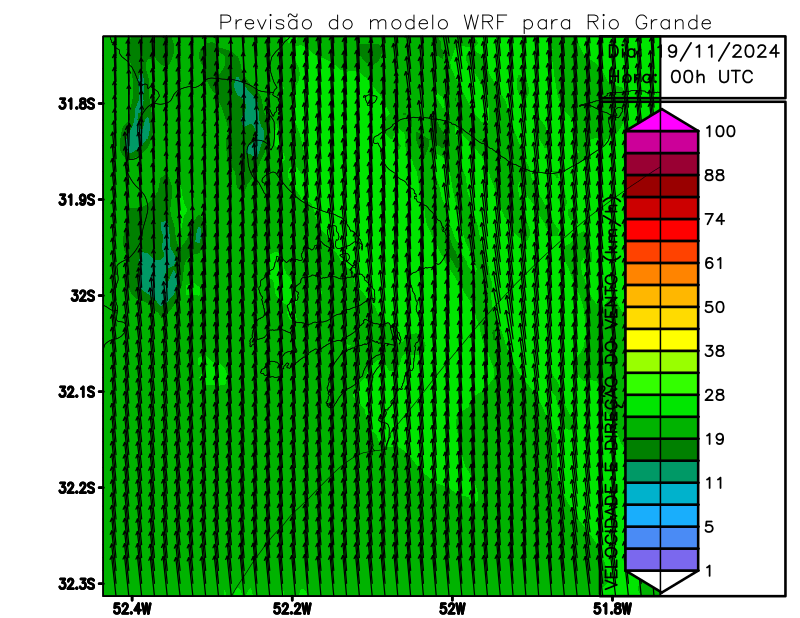 Previsão do modelo WRF para Rio Grande
Dia: 19/11/2024
Hora: 00h UTC
31.8S
31.9S
32S
32.1S
32.2S
32.3S
52.4W
52.2W
52W
51.8W
VELOCIDADE E DIREÇÃO DO VENTO (km/h)
100
88
74
61
50
38
28
19
11
5
1